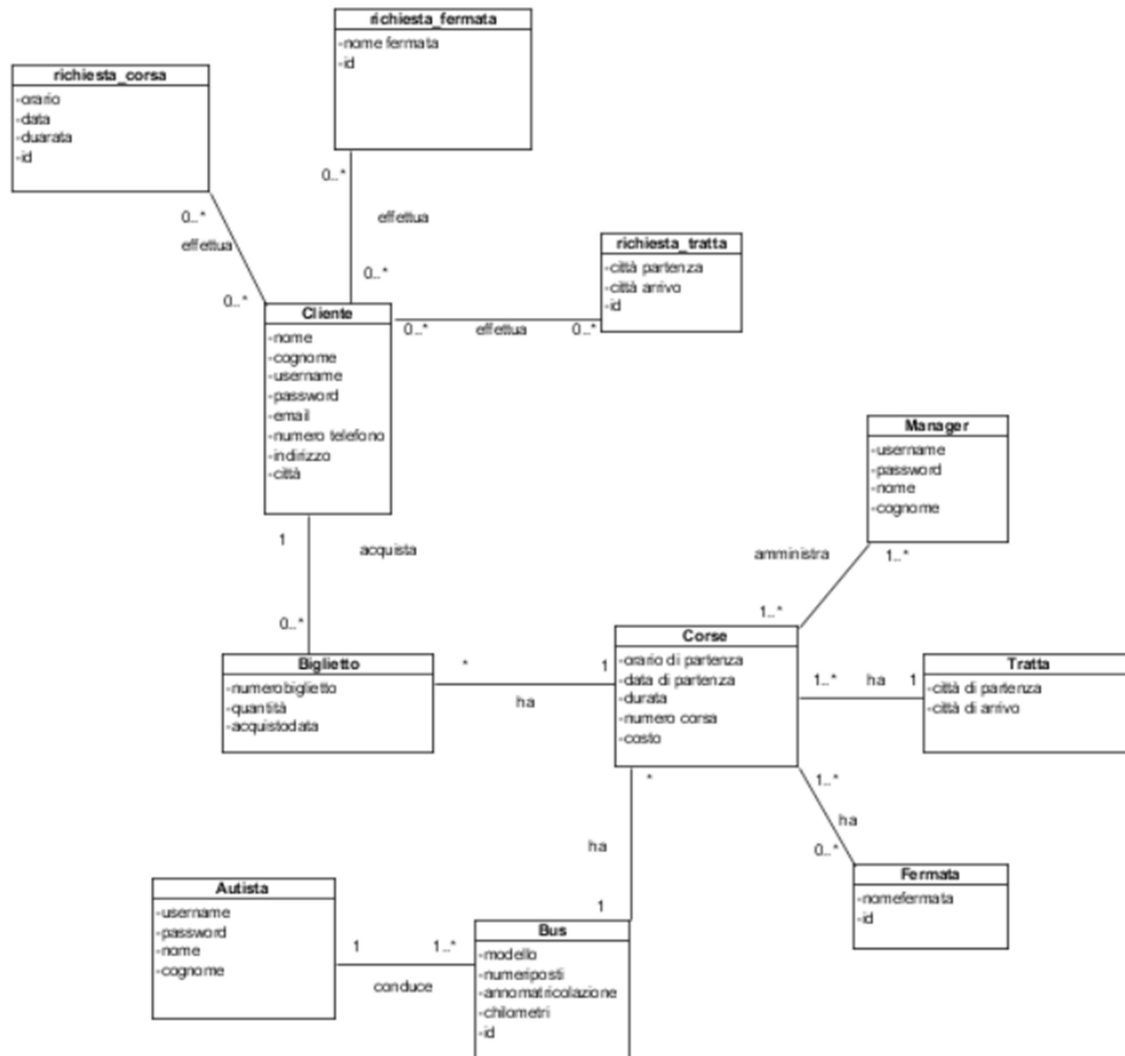 richiesta_fermata
-nome fermata
-id
richiesta_corsa
-orario
-data
-duarata
-id
0..*
effettua
0..*
0..*
effettua
0..*
richiesta_tratta
-città partenza
-città arrivo
-id
0..*
effettua
0..*
Cliente
-nome
-cognome
-username
-password
-email
-numero telefono
-indirizzo
-città
Manager
-username
-password
-nome
-cognome
1
acquista
0..*
amministra
1..*
1..*
Biglietto
-numerobiglietto
-quantità
-acquistodata
*
ha
1
Corse
-orario di partenza
-data di partenza
-durata
-numero corsa
-costo
1..*
ha
1
Tratta
-città di partenza
-città di arrivo
*
ha
1
1..*
ha
0..*
Fermata
-nomefermata
-id
Autista
-username
-password
-nome
-cognome
1
conduce
1..*
Bus
-modello
-numeriposti
-annomatricolazione
-chilometri
-id